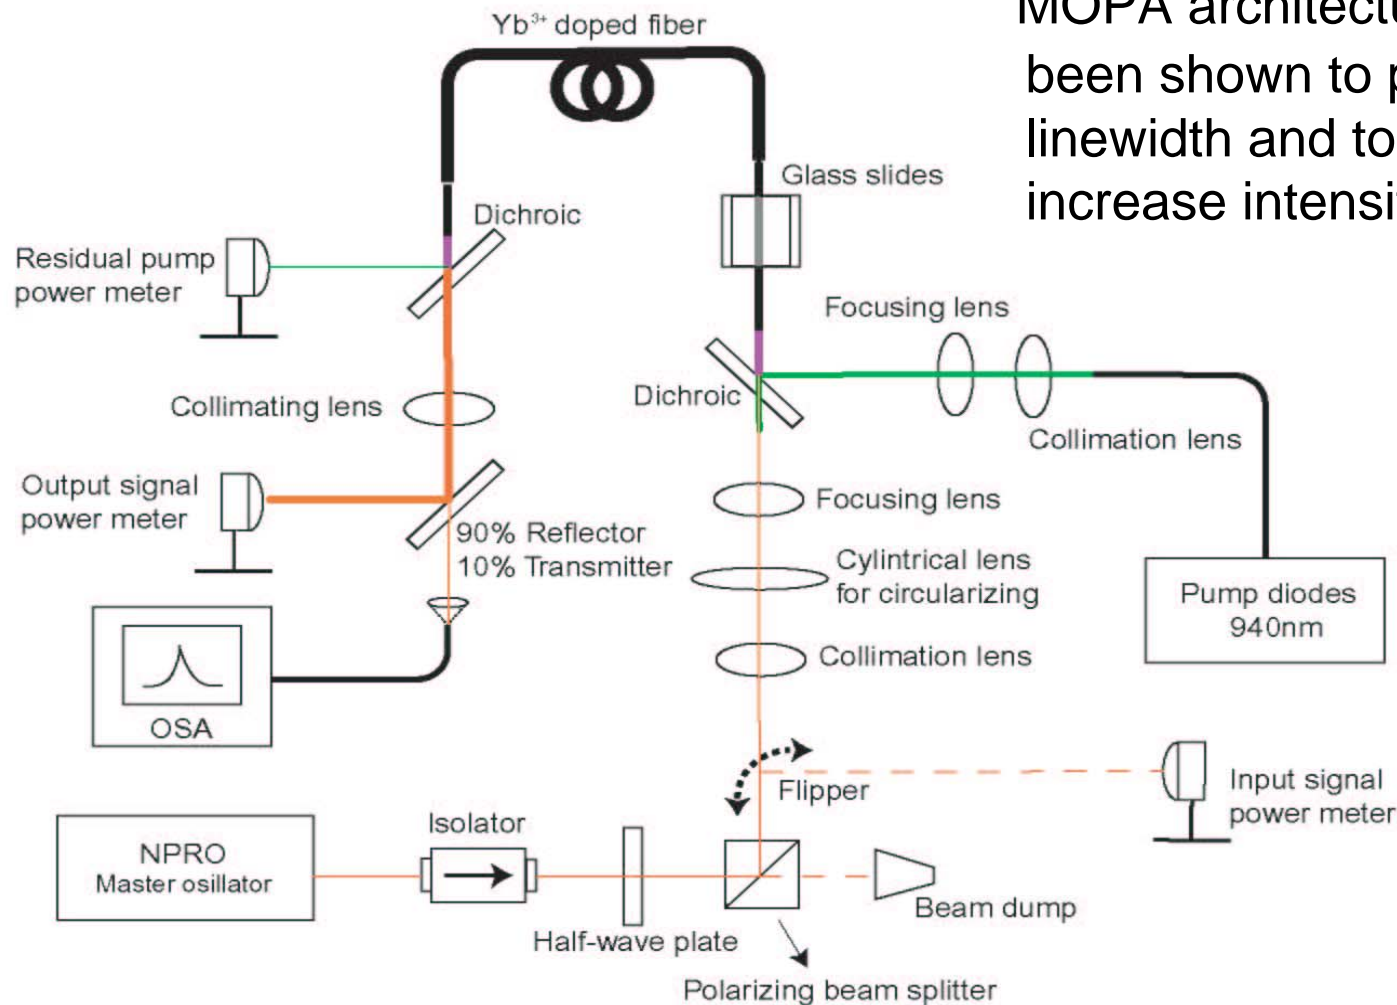 MOPA
been shown to
linewidth and to
increase
Yb³⁺ doped fiber
Glass slides
Dichroic
Residual pump
power meter
Focusing lens
Dichroic
Collimating lens
Collimation lens
Output signal
power meter
90% Reflector
10% Transmitter
Focusing lens
Cylintrical lens
for circularizing
Pump diodes
940nm
Collimation lens
OSA
Flipper
Input signal
power meter
Isolator
NPRO
Master osillator
Beam dump
Half-wave plate
Polarizing beam splitter